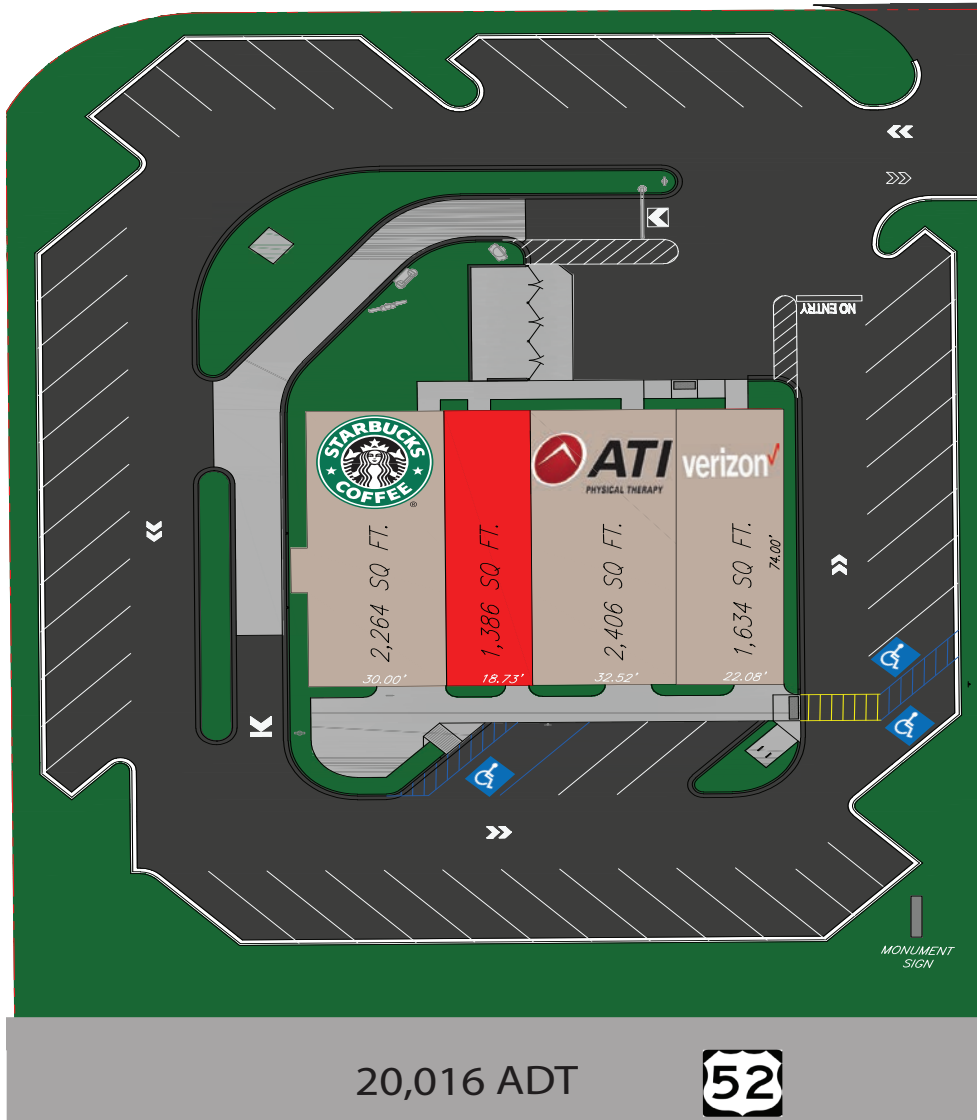 NO ENTRY
STARBUCKS
COFFEE
®
ATI
PHYSICAL THERAPY
verizon
2,264 SQ FT.
1,386 SQ FT.
2,406 SQ FT.
1,634 SQ FT.
74.00'
30.00'
18.73'
32.52'
22.08'
MONUMENT
SIGN
20,016 ADT
52